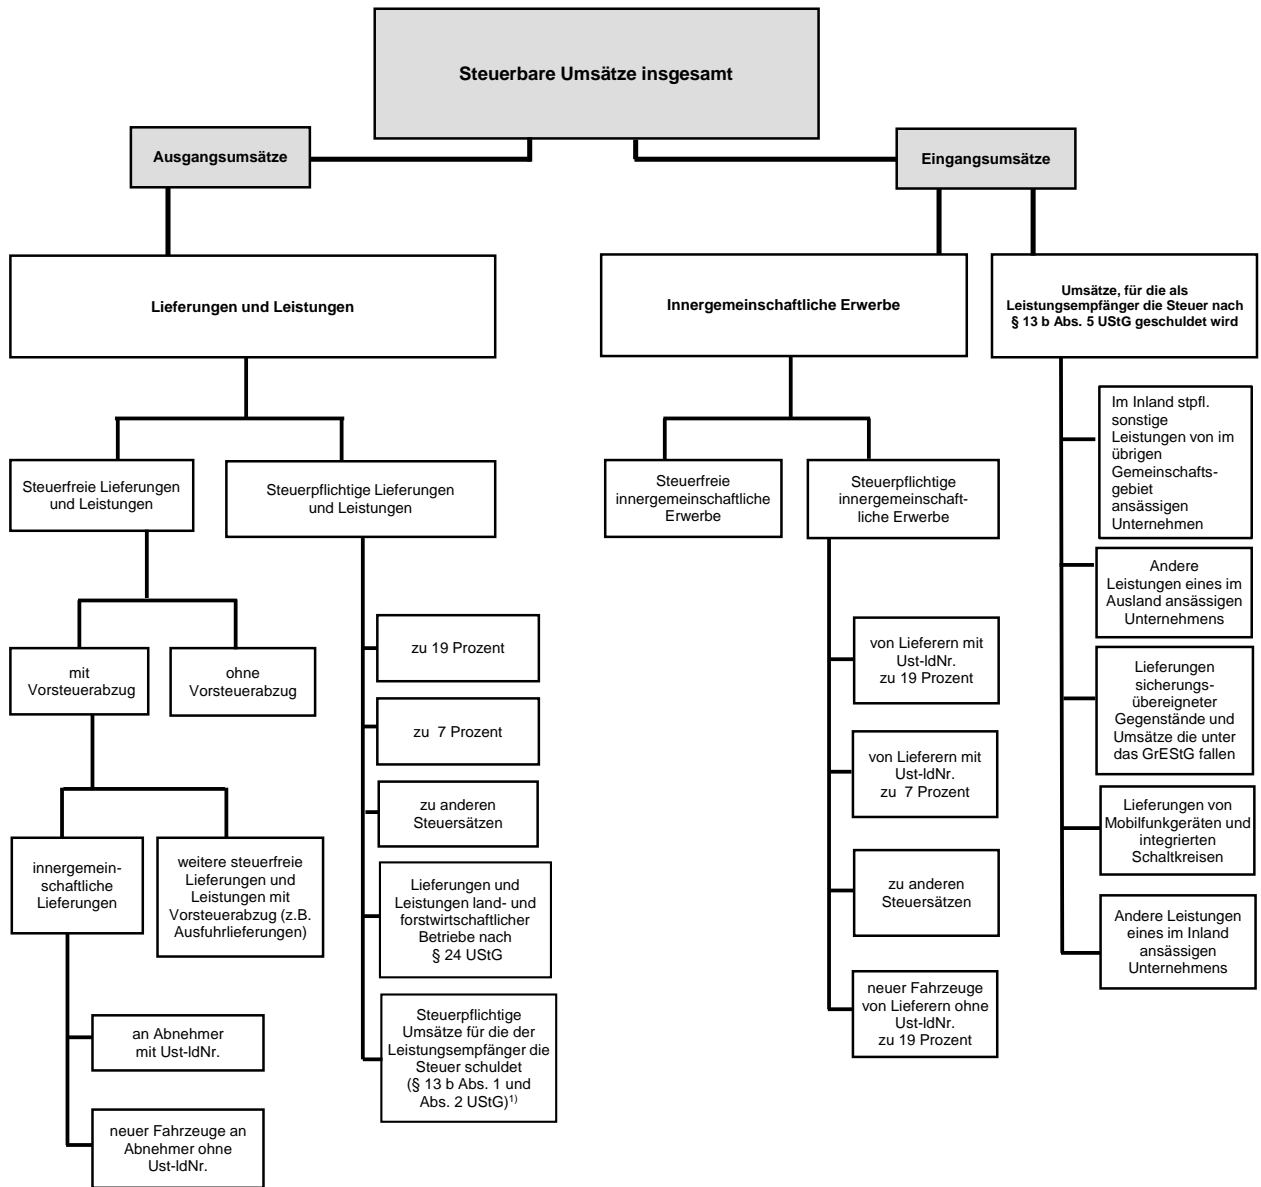 Steuerbare Umsätze insgesamt
Ausgangsumsätze
Eingangsumsätze
Lieferungen und Leistungen
Innergemeinschaftliche Erwerbe
Umsätze, für die als
Leistungsempfänger die Steuer nach
§ 13 b Abs. 5 UStG geschuldet wird
Steuerfreie Lieferungen
und Leistungen
Steuerpflichtige Lieferungen
und Leistungen
mit
Vorsteuerabzug
ohne
Vorsteuerabzug
innergemein-
schaftliche
Lieferungen
weitere steuerfreie
Lieferungen und
Leistungen mit
Vorsteuerabzug (z.B.
Ausfuhrlieferungen)
an Abnehmer
mit Ust-IdNr.
neuer Fahrzeuge an
Abnehmer ohne
Ust-IdNr.
zu 19 Prozent
zu 7 Prozent
zu anderen
Steuersätzen
Lieferungen und
Leistungen land- und
forstwirtschaftlicher
Betriebe nach
§ 24 UStG
Steuerpflichtige
Umsätze für die der
Leistungsempfänger die
Steuer schuldet
(§ 13 b Abs. 1 und
Abs. 2 UStG)1)
Steuerfreie
innergemeinschaftliche
Erwerbe
Steuerpflichtige
innergemeinschaft-
liche Erwerbe
von Lieferern mit
Ust-IdNr.
zu 19 Prozent
von Lieferern mit
Ust-IdNr.
zu 7 Prozent
zu anderen
Steuersätzen
neuer Fahrzeuge
von Lieferern ohne
Ust-IdNr.
zu 19 Prozent
Im Inland stpfl.
sonstige
Leistungen von im
übrigen
Gemeinschafts-
gebiet
ansässigen
Unternehmen
Andere
Leistungen eines im
Ausland ansässigen
Unternehmens
Lieferungen
sicherungs-
übereigneter
Gegenstände und
Umsätze die unter
das GrEStG fallen
Lieferungen von
Mobilfunkgeräten und
integrierten
Schaltkreisen
Andere Leistungen
eines im Inland
ansässigen
Unternehmens